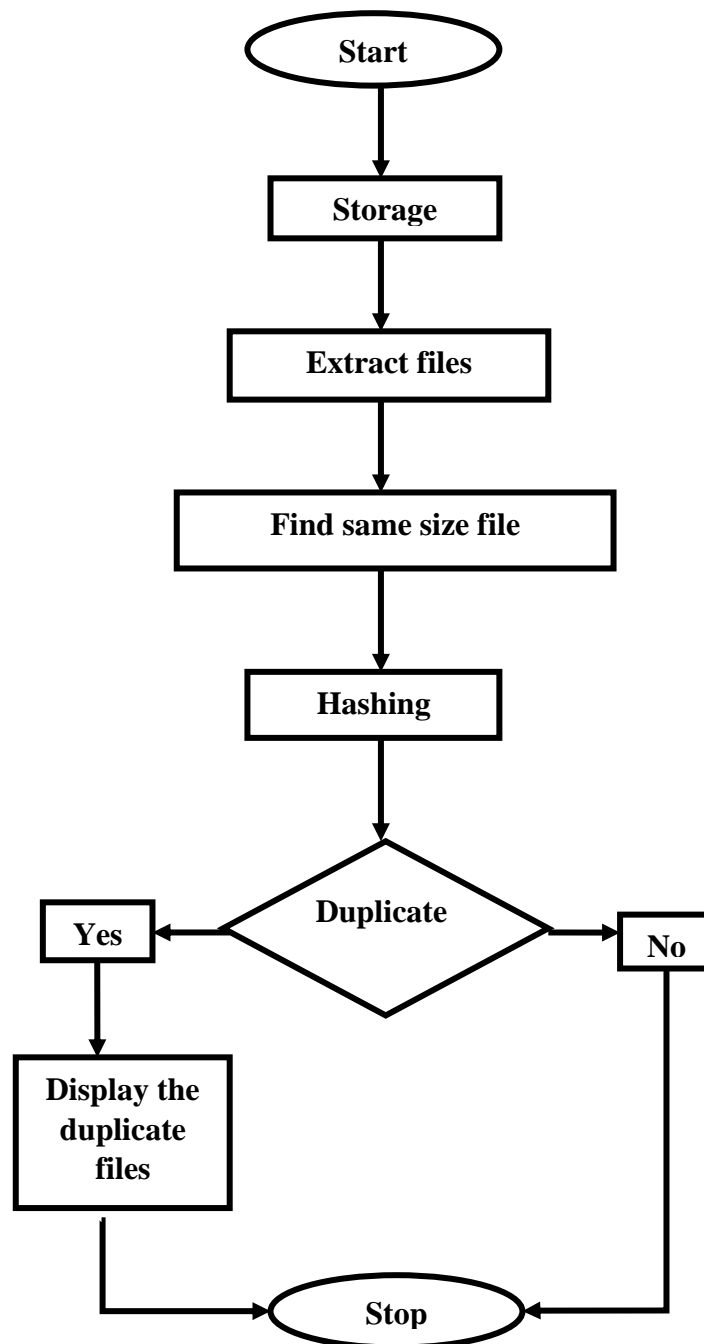 Start
Storage
Extract files
Find same size file
Hashing
Duplicate
Yes
No
Display the
duplicate
files
Stop